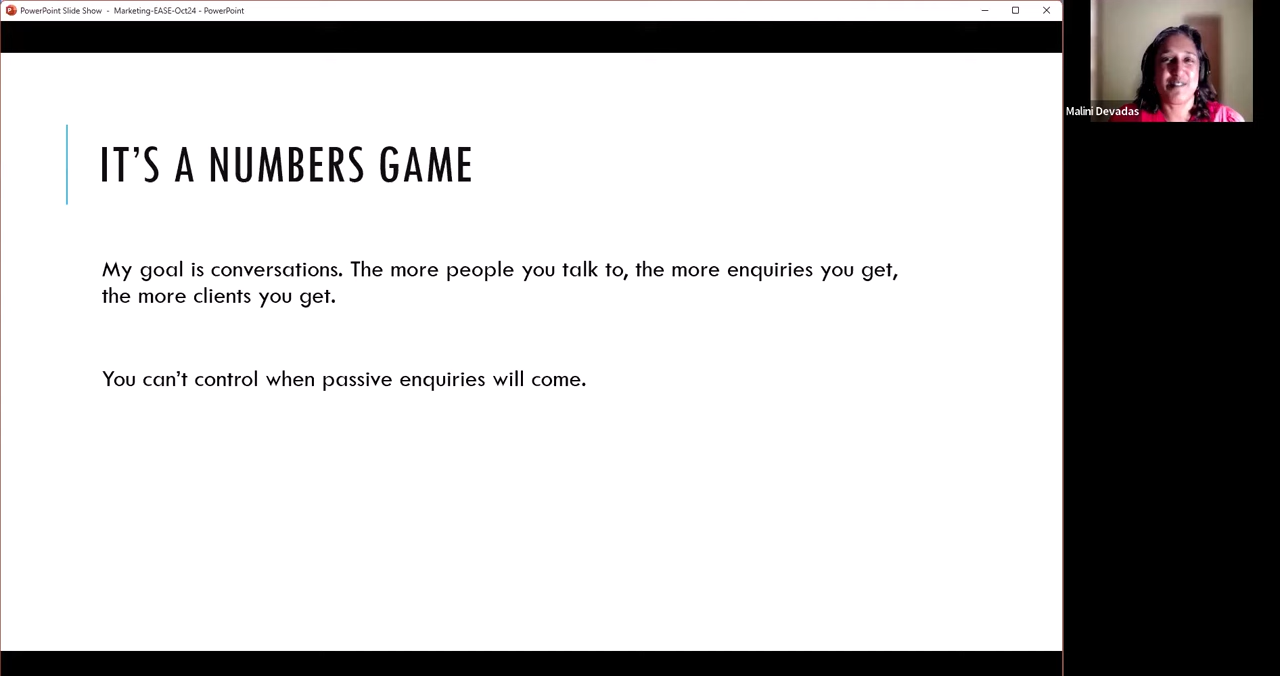 PowerPoint Slide Show - Marketing-EASE-Oct24 - PowerPoint
Malini Devadas
IT’S A NUMBERS GAME
My goal is conversations. The more people you talk to, the more enquiries you get,
the more clients you get.
You can’t control when passive enquiries will come.